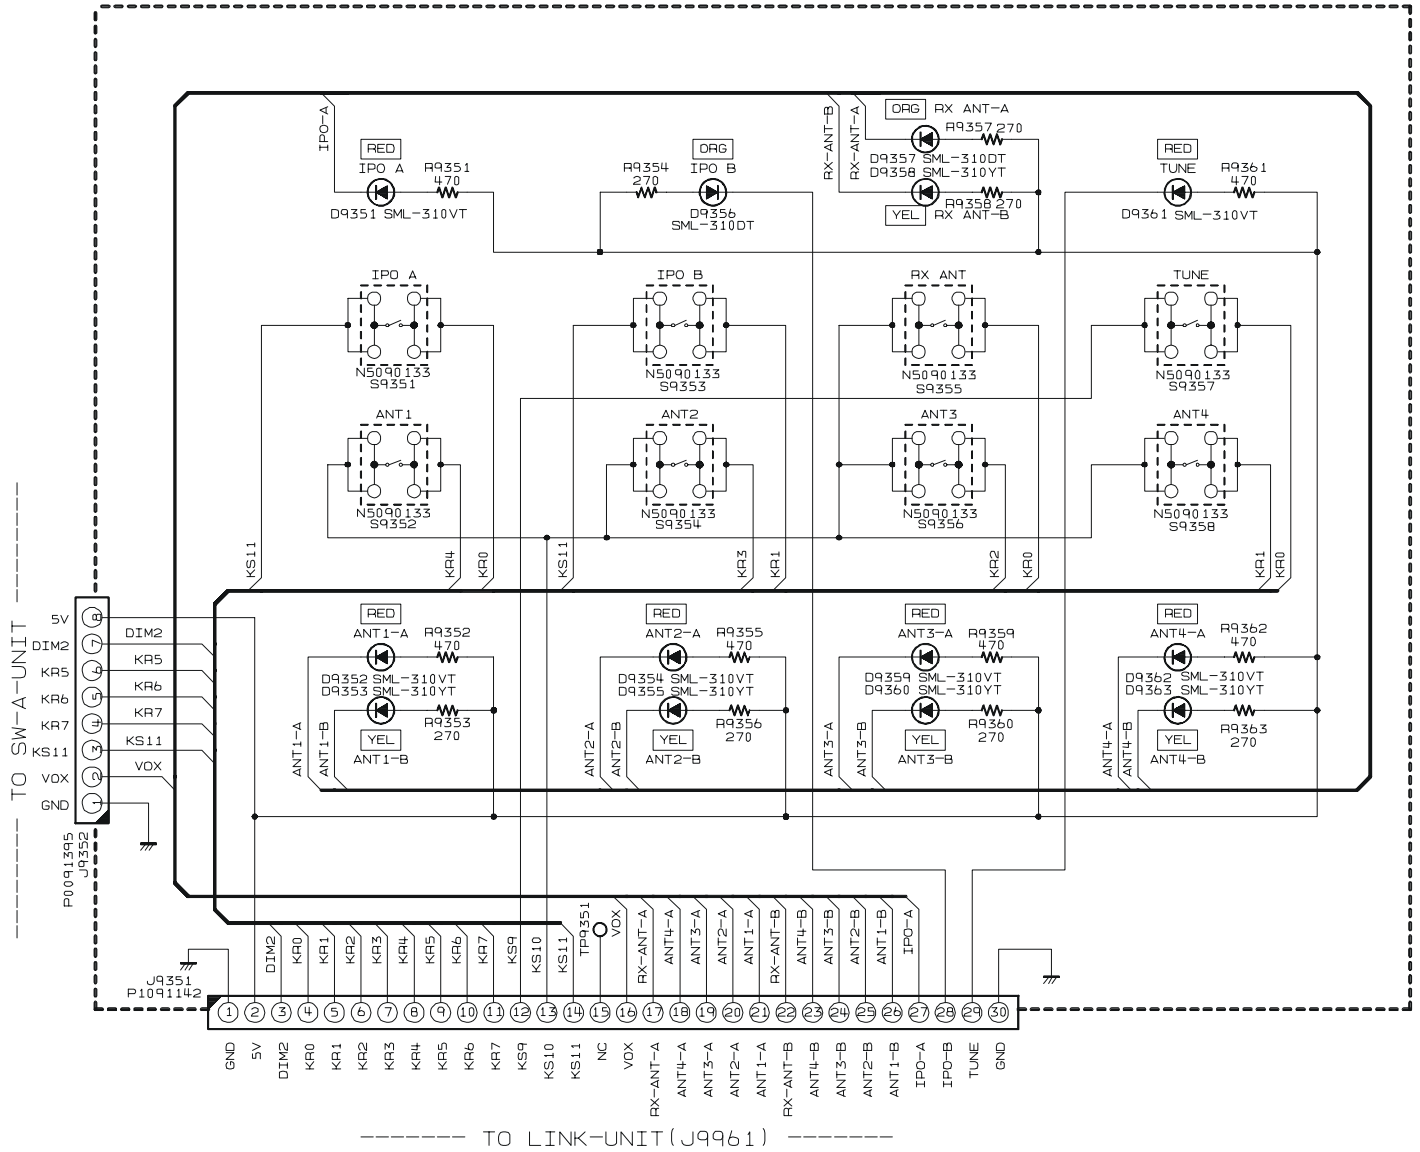 IPO-A
RX-ANT-B
RX-ANT-A
RED
IPO A
R9351
470
D9351 SML-310VT
R9354
270
ORG
IPO B
D9356
SML-310DT
ORG RX ANT-A
R9357 270
D9357 SML-310DT
D9358 SML-310YT
R9358 270
YEL RX ANT-B
RED
TUNE
R9361
470
D9361 SML-310VT
IPO A
N5090133
S9351
IPO B
N5090133
S9353
RX ANT
N5090133
S9355
TUNE
N5090133
S9357
ANT1
N5090133
S9352
ANT2
N5090133
S9354
ANT3
N5090133
S9356
ANT4
N5090133
S9358
KS11
KR4
KR0
KS11
KR3
KR1
KR2
KR0
KR1
KR0
RED
ANT1-A
R9352
470
D9352 SML-310VT
D9353 SML-310YT
R9353
270
YEL
ANT1-B
ANT1-A
ANT1-B
RED
ANT2-A
R9355
470
D9354 SML-310VT
D9355 SML-310YT
R9356
270
YEL
ANT2-B
ANT2-A
ANT2-B
RED
ANT3-A
R9359
470
D9359 SML-310VT
D9360 SML-310YT
R9360
270
YEL
ANT3-B
ANT3-A
ANT3-B
RED
ANT4-A
R9362
470
D9362 SML-310VT
D9363 SML-310YT
R9363
270
YEL
ANT4-B
ANT4-A
ANT4-B
TO SW-A-UNIT
5V 8
DIM2 7 DIM2
KR5 6 KR5
KR6 5 KR6
KR7 4 KR7
KS11 3 KS11
VOX 2 VOX
GND 1
P0091395
J9352
J9351
P1091142
DIM2
KR0
KR1
KR2
KR3
KR4
KR5
KR6
KR7
KS9
KS10
KS11
TP9351
VOX
RX-ANT-A
ANT4-A
ANT3-A
ANT2-A
ANT1-A
RX-ANT-B
ANT4-B
ANT3-B
ANT2-B
ANT1-B
IPO-A
1 2 3 4 5 6 7 8 9 10 11 12 13 14 15 16 17 18 19 20 21 22 23 24 25 26 27 28 29 30
GND
5V
DIM2
KR0
KR1
KR2
KR3
KR4
KR5
KR6
KR7
KS9
KS10
KS11
NC
VOX
RX-ANT-A
ANT4-A
ANT3-A
ANT2-A
ANT1-A
RX-ANT-B
ANT4-B
ANT3-B
ANT2-B
ANT1-B
IPO-A
IPO-B
TUNE
GND
TO LINK-UNIT(J9961)